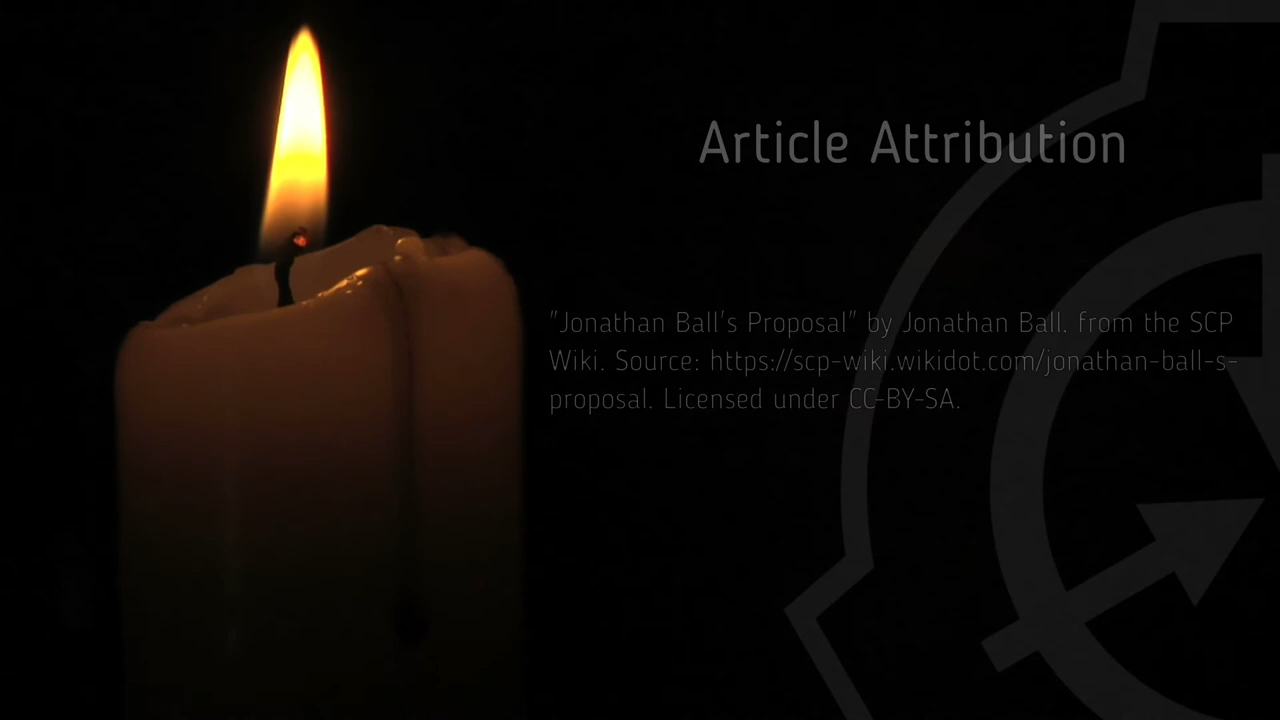 Article Attribution
"Jonathan Ball's Proposal" by Jonathan Ball. from the SCP
Wiki. Source: https://scp-wiki.wikidot.com/jonathan-ball-s-
proposal. Licensed under CC-BY-SA.